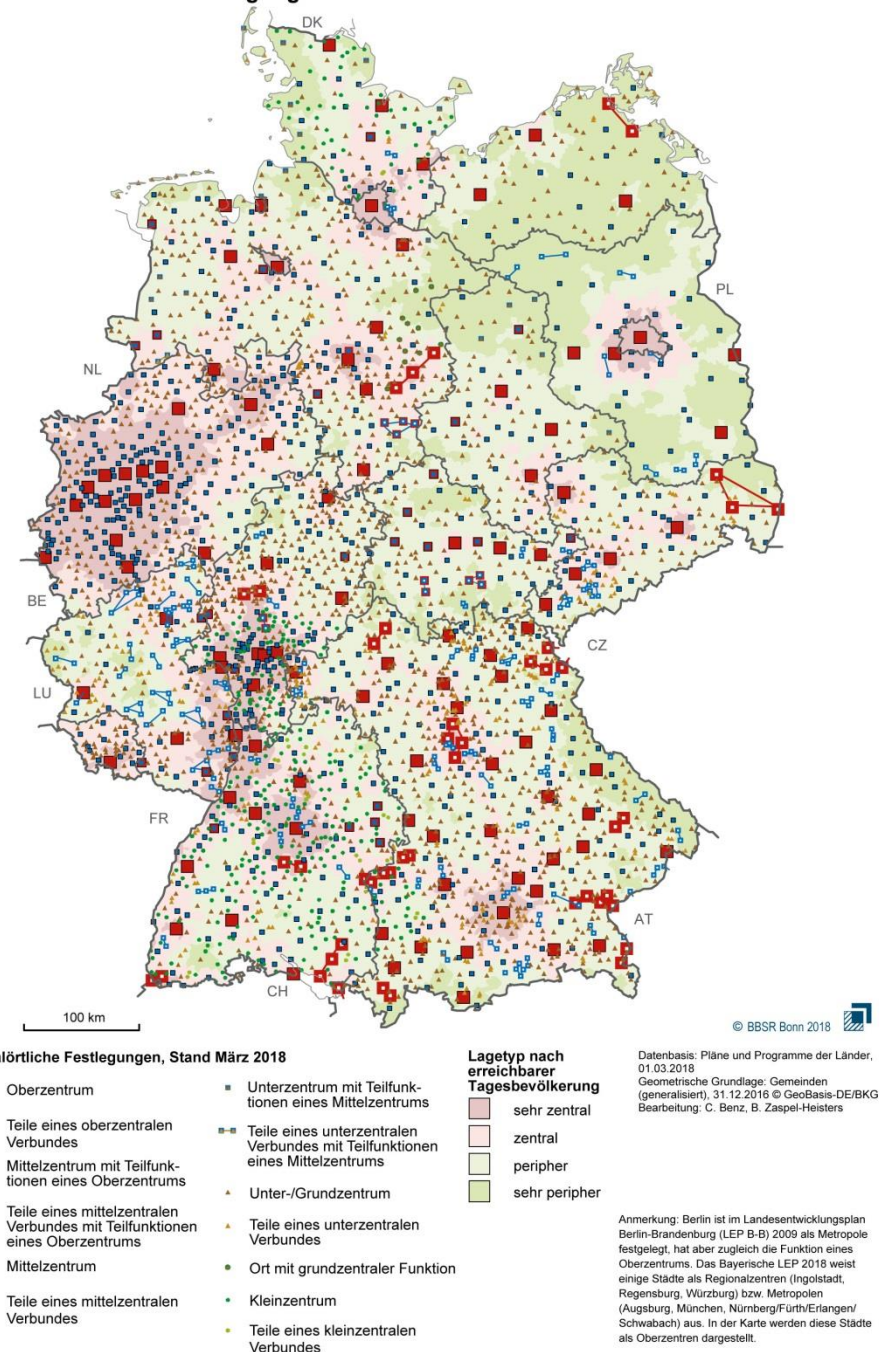 DK
PL
NL
BE
LU
CZ
FR
AT
CH
100 km
© BBSR Bonn 2018
lörtliche Festlegungen, Stand März 2018
Oberzentrum
Teile eines oberzentralen
Verbundes
Mittelzentrum mit Teilfunk-
tionen eines Oberzentrums
Teile eines mittelzentralen
Verbundes mit Teilfunktionen
eines Oberzentrums
Mittelzentrum
Teile eines mittelzentralen
Verbundes
Unterzentrum mit Teilfunk-
tionen eines Mittelzentrums
Teile eines unterzentralen
Verbundes mit Teilfunktionen
eines Mittelzentrums
Unter-/Grundzentrum
Teile eines unterzentralen
Verbundes
Ort mit grundzentraler Funktion
Kleinzentrum
Teile eines kleinzentralen
Verbundes
Lagetyp nach
erreichbarer
Tagesbevölkerung
sehr zentral
zentral
peripher
sehr peripher
Datenbasis: Pläne und Programme der Länder,
01.03.2018
Geometrische Grundlage: Gemeinden
(generalisiert), 31.12.2016 © GeoBasis-DE/BKG
Bearbeitung: C. Benz, B. Zaspel-Heisters
Anmerkung: Berlin ist im Landesentwicklungsplan
Berlin-Brandenburg (LEP B-B) 2009 als Metropole
festgelegt, hat aber zugleich die Funktion eines
Oberzentrums. Das Bayerische LEP 2018 weist
einige Städte als Regionalzentren (Ingolstadt,
Regensburg, Würzburg) bzw. Metropolen
(Augsburg, München, Nürnberg/Fürth/Erlangen/
Schwabach) aus. In der Karte werden diese Städte
als Oberzentren dargestellt.